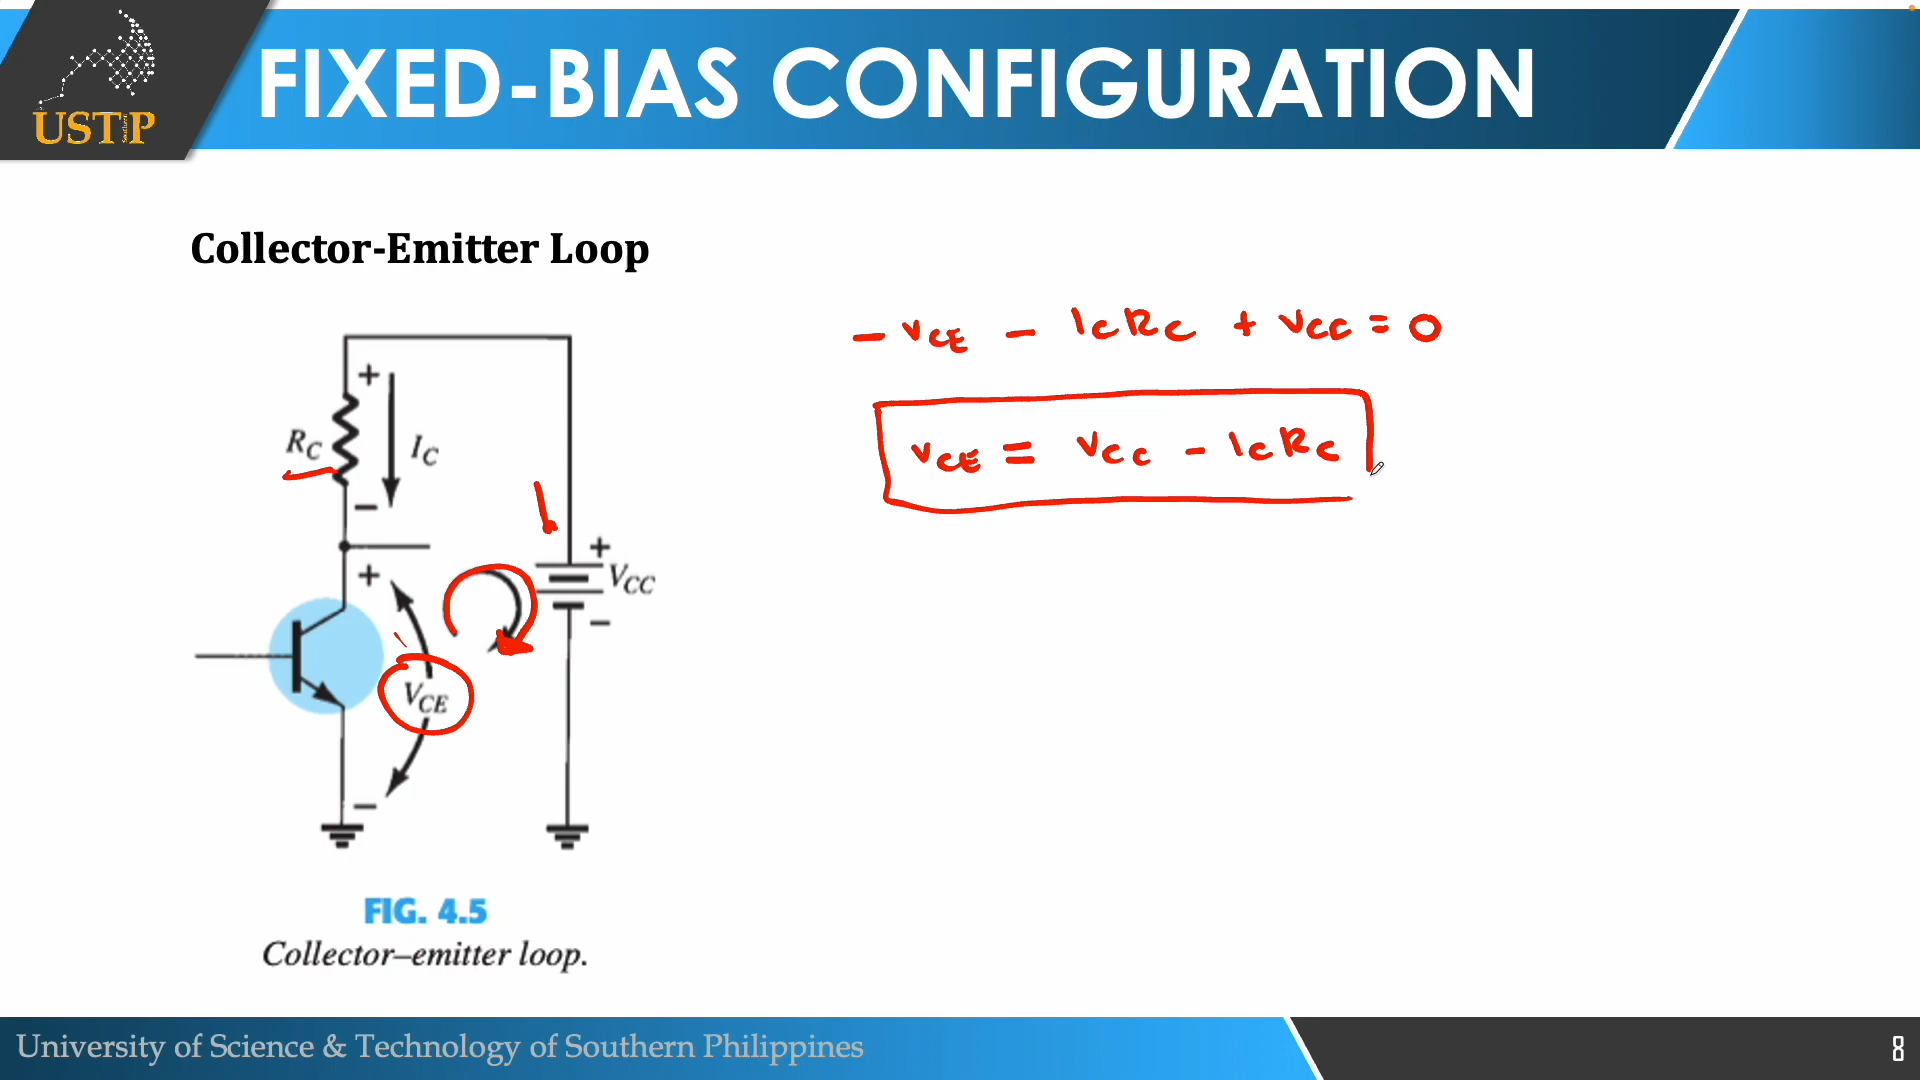 USTP
FIXED-BIAS CONFIGURATION
Collector-Emitter Loop
- VCE - ICRC + VCC = 0
VCE = VCC - ICRC
+
RC
IC
-
+
+
VCC
-
VCE
-
FIG. 4.5
Collector–emitter loop.
University of Science & Technology of Southern Philippines
8